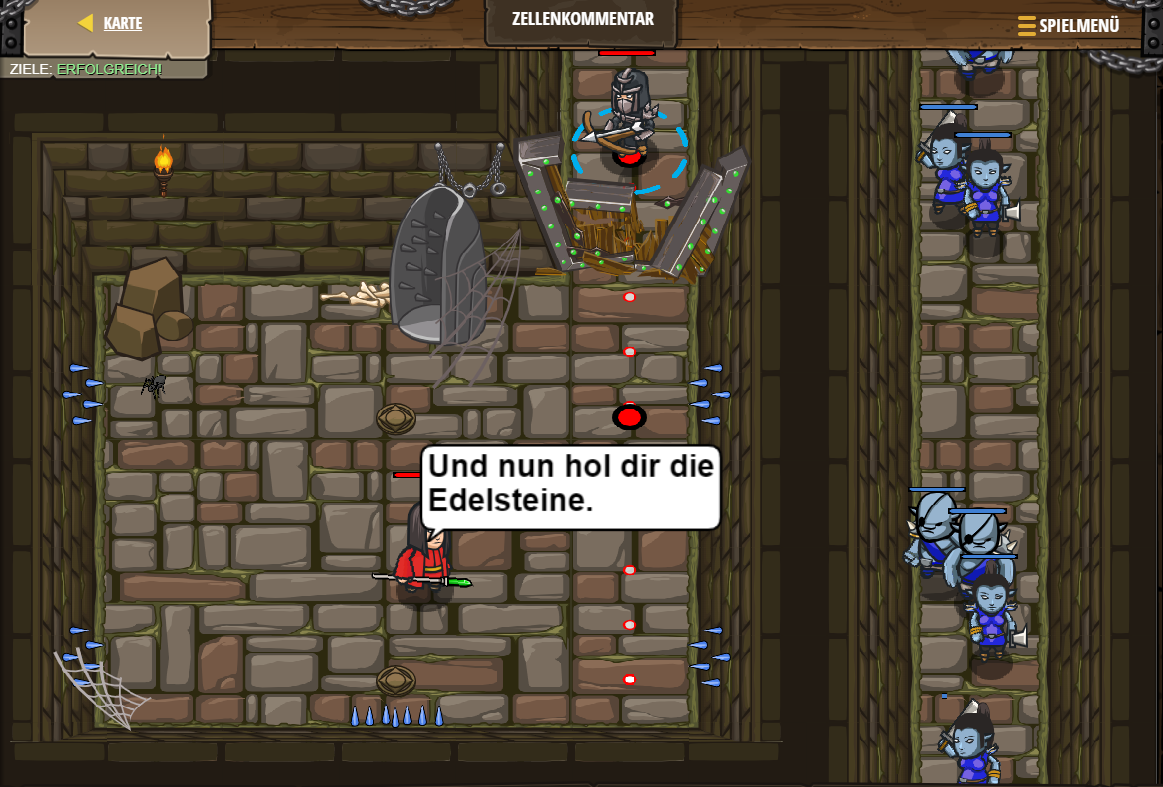 KARTE
ZELLENKOMMENTAR
SPIELMENÜ
ZIELE: ERFOLGREICH!
Und nun hol dir die
Edelsteine.